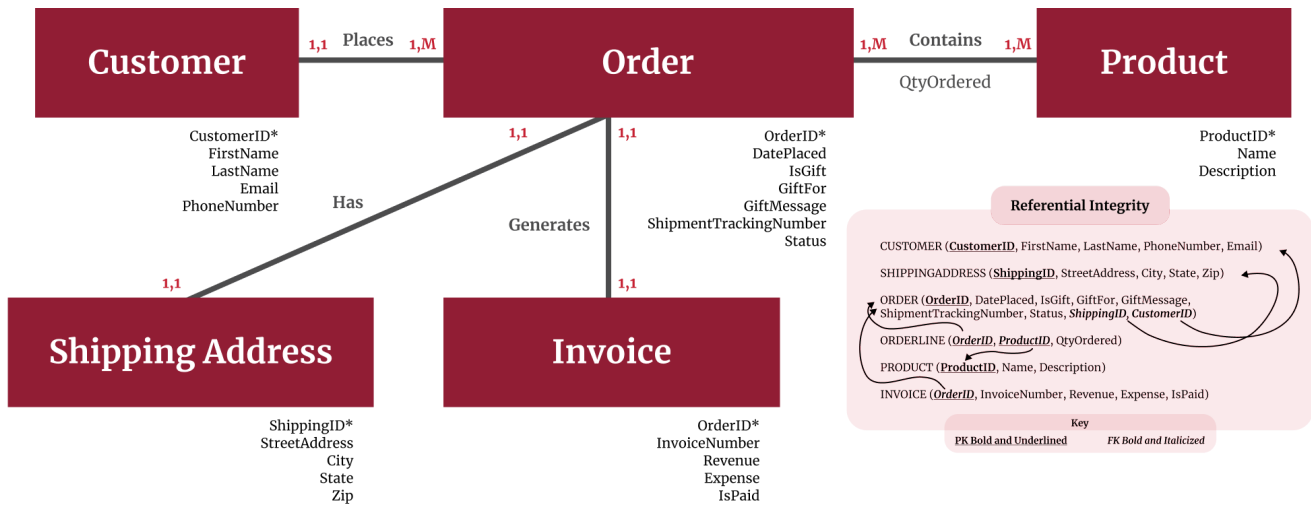 Customer
1,1
Places
1,M
Order
1,M
Contains
1,M
QtyOrdered
Product
CustomerID*
FirstName
LastName
Email
PhoneNumber
1,1
1,1
OrderID*
DatePlaced
IsGift
GiftFor
GiftMessage
ShipmentTrackingNumber
Status
ProductID*
Name
Description
Has
Generates
1,1
1,1
Shipping Address
Invoice
ShippingID*
StreetAddress
City
State
Zip
OrderID*
InvoiceNumber
Revenue
Expense
IsPaid
Referential Integrity
CUSTOMER (CustomerID, FirstName, LastName, PhoneNumber, Email)
SHIPPINGADDRESS (ShippingID, StreetAddress, City, State, Zip)
ORDER (OrderID, DatePlaced, IsGift, GiftFor, GiftMessage,
ShipmentTrackingNumber, Status, ShippingID, CustomerID)
ORDERLINE (OrderID, ProductID, QtyOrdered)
PRODUCT (ProductID, Name, Description)
INVOICE (OrderID, InvoiceNumber, Revenue, Expense, IsPaid)
Key
PK Bold and Underlined
FK Bold and Italicized